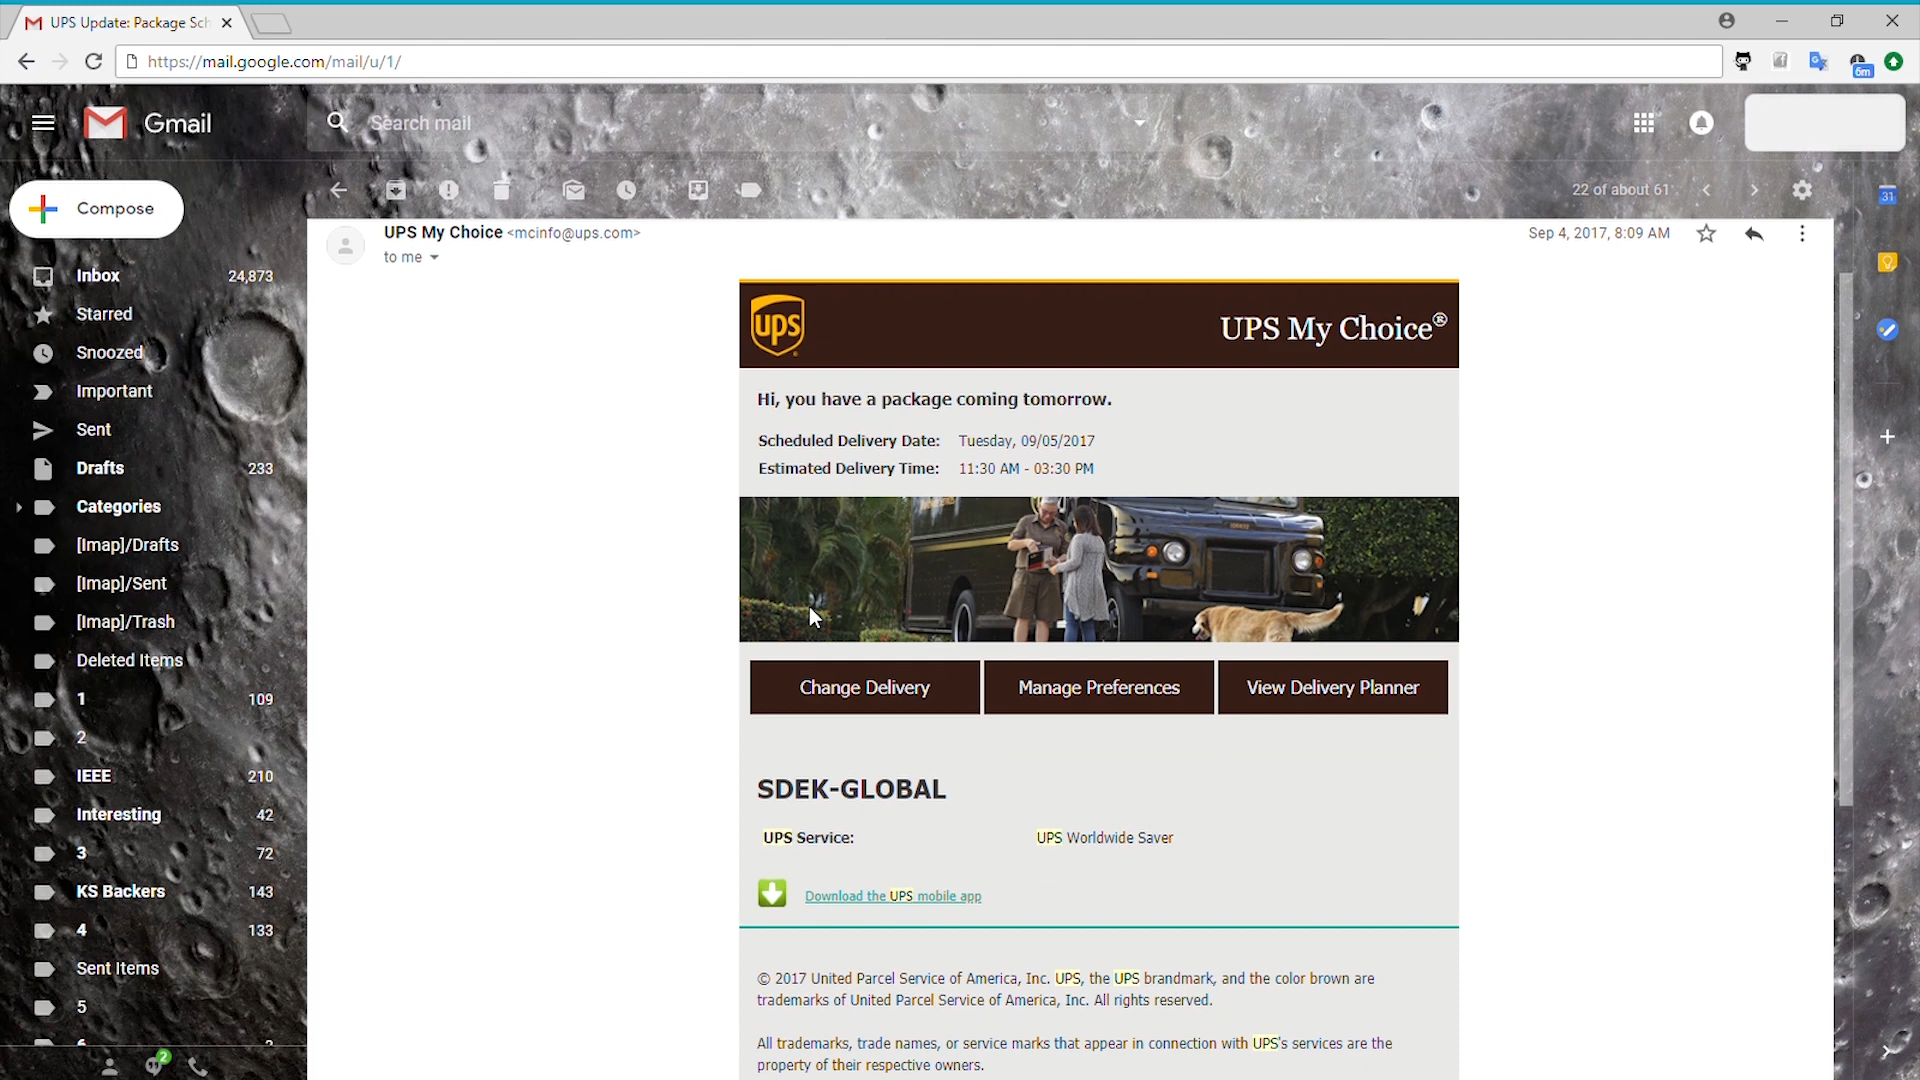 UPS Update: Package Sch
https://mail.google.com/mail/u/1/
6m
Gmail
Search mail
Compose
22 of about 61
31
UPS My Choice <mcinfo@ups.com>
Sep 4, 2017, 8:09 AM
to me
Inbox 24,873
Starred
Snoozed
Important
Sent
Drafts 233
Categories
[Imap]/Drafts
[Imap]/Sent
[Imap]/Trash
Deleted Items
1 109
2
IEEE 210
Interesting 42
3 72
KS Backers 143
4 133
Sent Items
5
2
ups
UPS My Choice®
Hi, you have a package coming tomorrow.
Scheduled Delivery Date: Tuesday, 09/05/2017
Estimated Delivery Time: 11:30 AM - 03:30 PM
Change Delivery
Manage Preferences
View Delivery Planner
SDEK-GLOBAL
UPS Service: UPS Worldwide Saver
Download the UPS mobile app
© 2017 United Parcel Service of America, Inc. UPS, the UPS brandmark, and the color brown are
trademarks of United Parcel Service of America, Inc. All rights reserved.
All trademarks, trade names, or service marks that appear in connection with UPS's services are the
property of their respective owners.